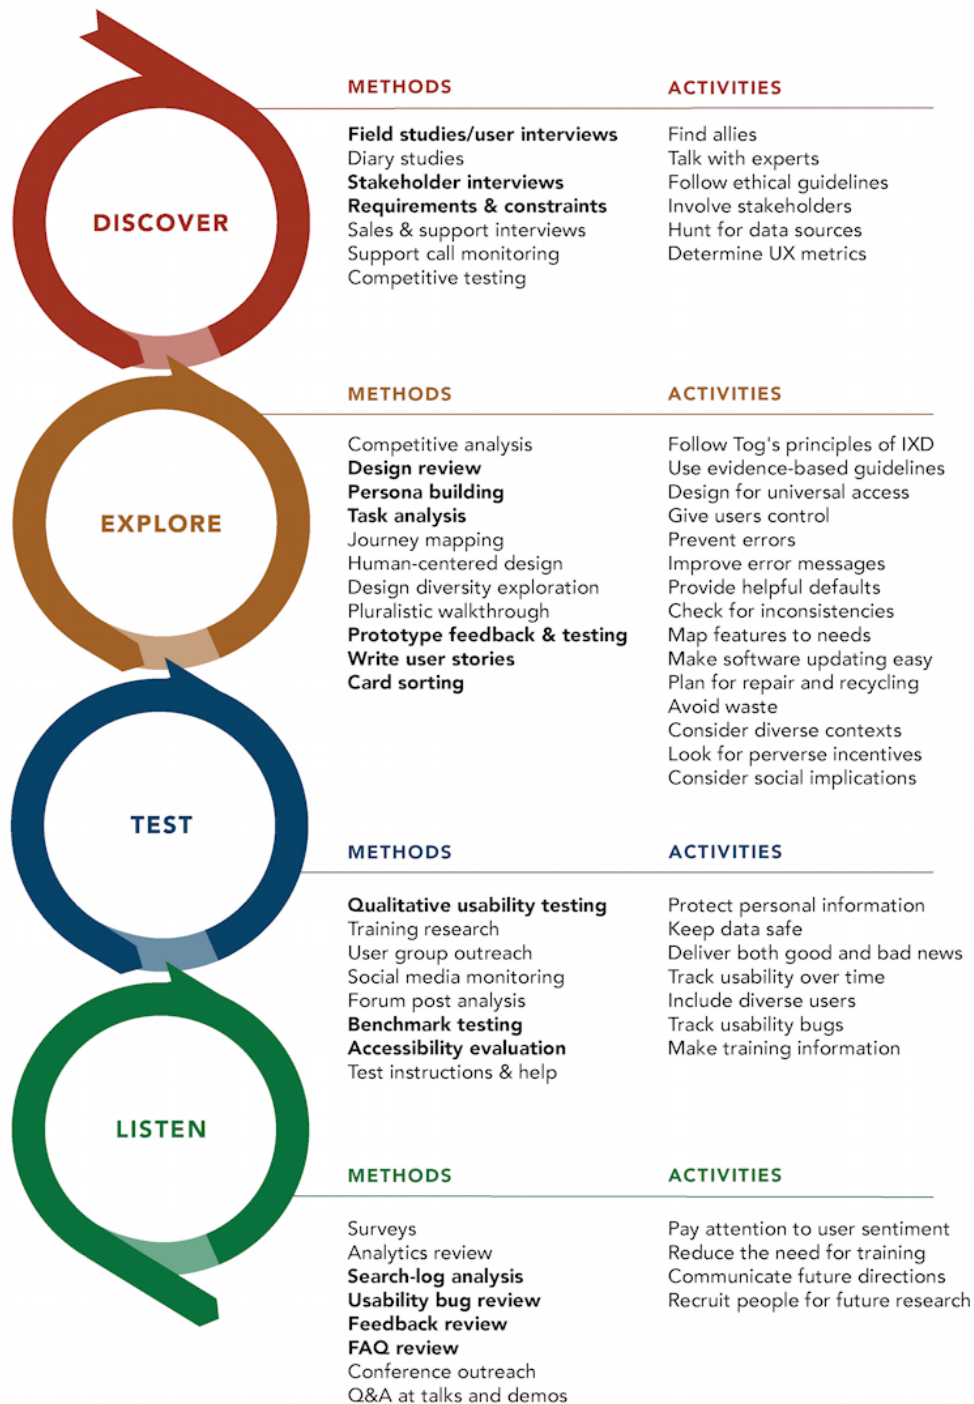 DISCOVER
METHODS
Field studies/user interviews
Diary studies
Stakeholder interviews
Requirements & constraints
Sales & support interviews
Support call monitoring
Competitive testing
ACTIVITIES
Find allies
Talk with experts
Follow ethical guidelines
Involve stakeholders
Hunt for data sources
Determine UX metrics
EXPLORE
METHODS
Competitive analysis
Design review
Persona building
Task analysis
Journey mapping
Human-centered design
Design diversity exploration
Pluralistic walkthrough
Prototype feedback & testing
Write user stories
Card sorting
ACTIVITIES
Follow Tog's principles of IXD
Use evidence-based guidelines
Design for universal access
Give users control
Prevent errors
Improve error messages
Provide helpful defaults
Check for inconsistencies
Map features to needs
Make software updating easy
Plan for repair and recycling
Avoid waste
Consider diverse contexts
Look for perverse incentives
Consider social implications
TEST
METHODS
Qualitative usability testing
Training research
User group outreach
Social media monitoring
Forum post analysis
Benchmark testing
Accessibility evaluation
Test instructions & help
ACTIVITIES
Protect personal information
Keep data safe
Deliver both good and bad news
Track usability over time
Include diverse users
Track usability bugs
Make training information
LISTEN
METHODS
Surveys
Analytics review
Search-log analysis
Usability bug review
Feedback review
FAQ review
Conference outreach
Q&A at talks and demos
ACTIVITIES
Pay attention to user sentiment
Reduce the need for training
Communicate future directions
Recruit people for future research